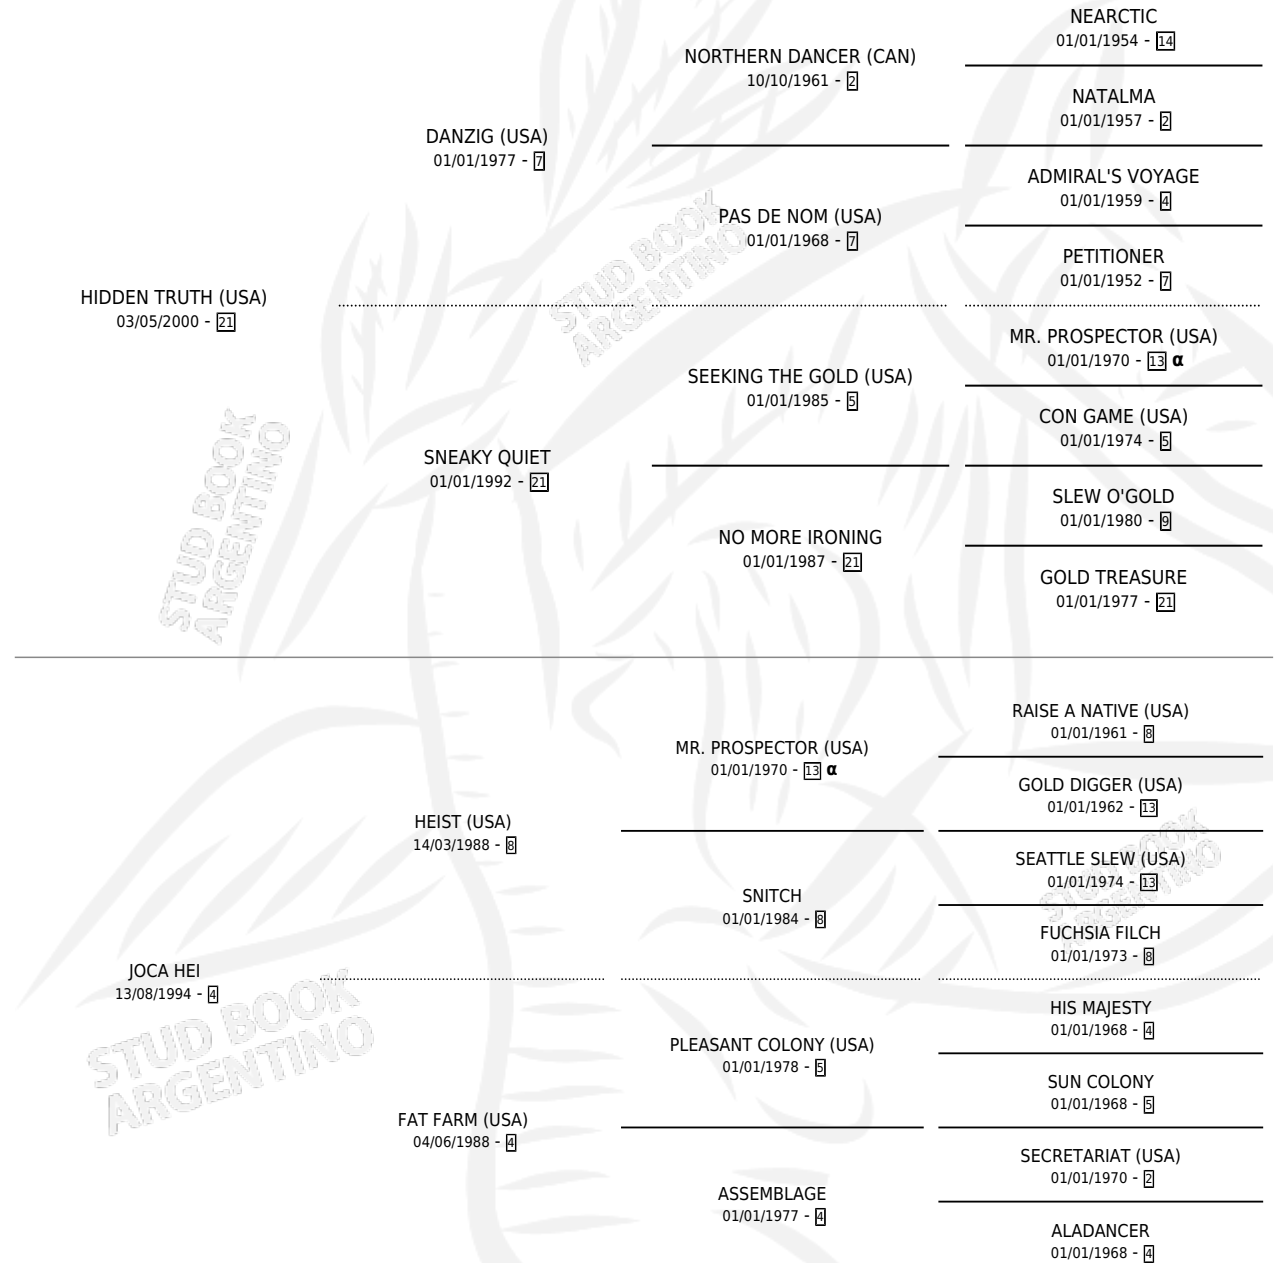 NEARCTIC
01/01/1954 - 14
NORTHERN DANCER (CAN)
10/10/1961 - 2
NATALMA
01/01/1957 - 2
DANZIG (USA)
01/01/1977 - 7
ADMIRAL'S VOYAGE
01/01/1959 - 4
PAS DE NOM (USA)
01/01/1968 - 7
PETITIONER
01/01/1952 - 7
HIDDEN TRUTH (USA)
03/05/2000 - 21
MR. PROSPECTOR (USA)
01/01/1970 - 13 α
SEEKING THE GOLD (USA)
01/01/1985 - 5
CON GAME (USA)
01/01/1974 - 5
SNEAKY QUIET
01/01/1992 - 21
SLEW O'GOLD
01/01/1980 - 9
NO MORE IRONING
01/01/1987 - 21
GOLD TREASURE
01/01/1977 - 21
STUD BOOK
ARGENTINO
STUD BOOK
ARGENTINO
RAISE A NATIVE (USA)
01/01/1961 - 8
MR. PROSPECTOR (USA)
01/01/1970 - 13 α
GOLD DIGGER (USA)
01/01/1962 - 13
HEIST (USA)
14/03/1988 - 8
SEATTLE SLEW (USA)
01/01/1974 - 13
SNITCH
01/01/1984 - 8
FUCHSIA FILCH
01/01/1973 - 8
STUD BOOK
ARGENTINO
JOCA HEI
13/08/1994 - 4
HIS MAJESTY
01/01/1968 - 4
PLEASANT COLONY (USA)
01/01/1978 - 5
SUN COLONY
01/01/1968 - 5
FAT FARM (USA)
04/06/1988 - 4
SECRETARIAT (USA)
01/01/1970 - 2
ASSEMBLAGE
01/01/1977 - 4
ALADANCER
01/01/1968 - 4
STUD BOOK
ARGENTINO